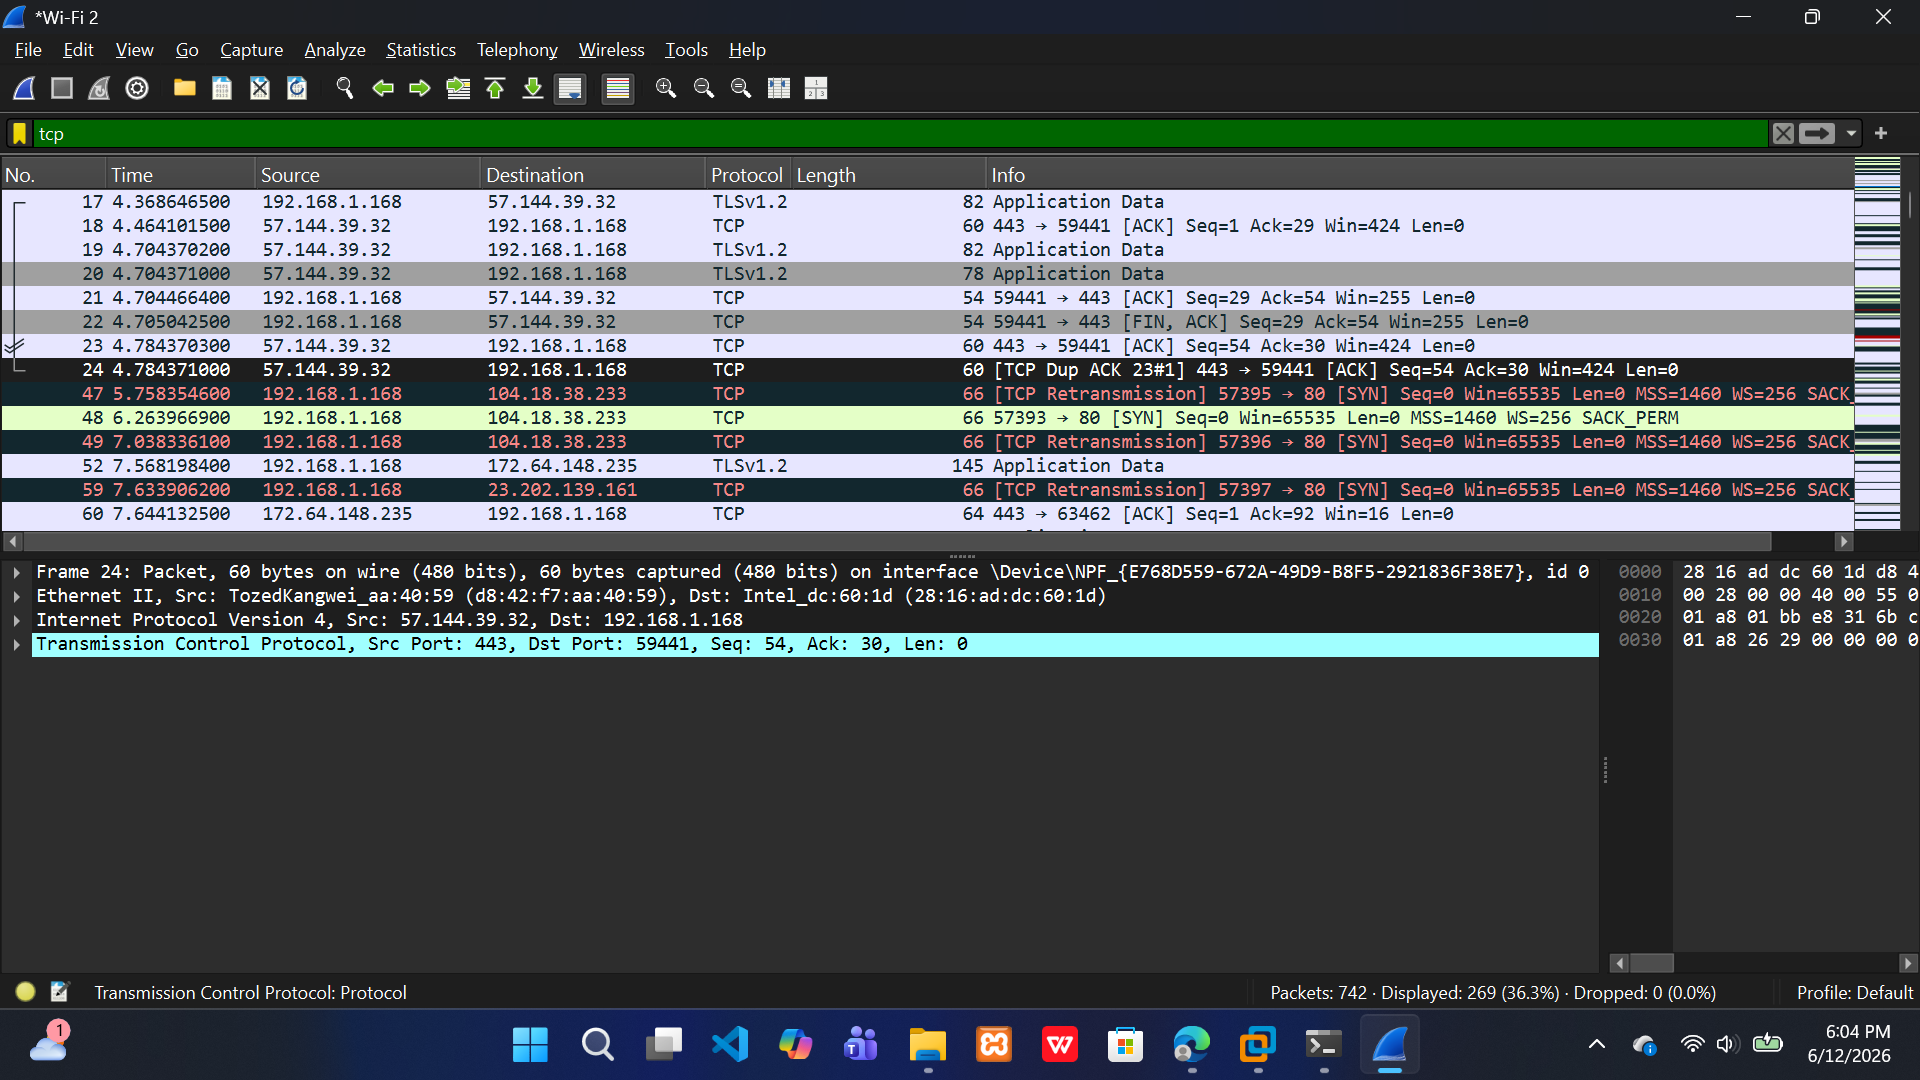 *Wi-Fi 2
File Edit View Go Capture Analyze Statistics Telephony Wireless Tools Help
tcp
No. Time Source Destination Protocol Length Info
17 4.368646500 192.168.1.168 57.144.39.32 TLSv1.2 82 Application Data
18 4.464101500 57.144.39.32 192.168.1.168 TCP 60 443 → 59441 [ACK] Seq=1 Ack=29 Win=424 Len=0
19 4.704370200 57.144.39.32 192.168.1.168 TLSv1.2 82 Application Data
20 4.704371000 57.144.39.32 192.168.1.168 TLSv1.2 78 Application Data
21 4.704466400 192.168.1.168 57.144.39.32 TCP 54 59441 → 443 [ACK] Seq=29 Ack=54 Win=255 Len=0
22 4.705042500 192.168.1.168 57.144.39.32 TCP 54 59441 → 443 [FIN, ACK] Seq=29 Ack=54 Win=255 Len=0
23 4.784370300 57.144.39.32 192.168.1.168 TCP 60 443 → 59441 [ACK] Seq=54 Ack=30 Win=424 Len=0
24 4.784371000 57.144.39.32 192.168.1.168 TCP 60 [TCP Dup ACK 23#1] 443 → 59441 [ACK] Seq=54 Ack=30 Win=424 Len=0
47 5.758354600 192.168.1.168 104.18.38.233 TCP 66 [TCP Retransmission] 57395 → 80 [SYN] Seq=0 Win=65535 Len=0 MSS=1460 WS=256 SACK_
48 6.263966900 192.168.1.168 104.18.38.233 TCP 66 57393 → 80 [SYN] Seq=0 Win=65535 Len=0 MSS=1460 WS=256 SACK_PERM
49 7.038336100 192.168.1.168 104.18.38.233 TCP 66 [TCP Retransmission] 57396 → 80 [SYN] Seq=0 Win=65535 Len=0 MSS=1460 WS=256 SACK_
52 7.568198400 192.168.1.168 172.64.148.235 TLSv1.2 145 Application Data
59 7.633906200 192.168.1.168 23.202.139.161 TCP 66 [TCP Retransmission] 57397 → 80 [SYN] Seq=0 Win=65535 Len=0 MSS=1460 WS=256 SACK_
60 7.644132500 172.64.148.235 192.168.1.168 TCP 64 443 → 63462 [ACK] Seq=1 Ack=92 Win=16 Len=0
Frame 24: Packet, 60 bytes on wire (480 bits), 60 bytes captured (480 bits) on interface \Device\NPF_{E768D559-672A-49D9-B8F5-2921836F38E7}, id 0
Ethernet II, Src: TozedKangwei_aa:40:59 (d8:42:f7:aa:40:59), Dst: Intel_dc:60:1d (28:16:ad:dc:60:1d)
Internet Protocol Version 4, Src: 57.144.39.32, Dst: 192.168.1.168
Transmission Control Protocol, Src Port: 443, Dst Port: 59441, Seq: 54, Ack: 30, Len: 0
0000 28 16 ad dc 60 1d d8 4
0010 00 28 00 00 40 00 55 0
0020 01 a8 01 bb e8 31 6b c
0030 01 a8 26 29 00 00 00 0
Transmission Control Protocol: Protocol
Packets: 742 · Displayed: 269 (36.3%) · Dropped: 0 (0.0%)
Profile: Default
1
6:04 PM
6/12/2026